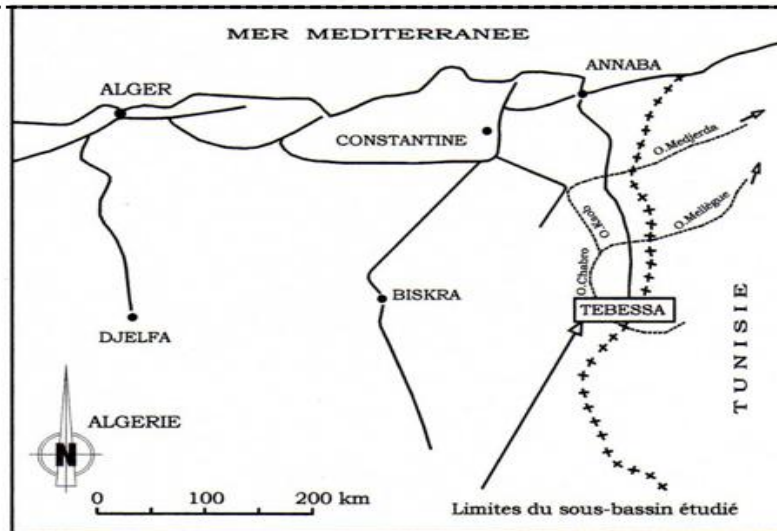 MER MEDITERRANEE
ANNABA
ALGER
CONSTANTINE
O.Medjerda
O.Ksob
O.Mellègue
O.Chabro
BISKRA
TEBESSA
DJELFA
TUNISIE
ALGERIE
N
0 100 200 km
Limites du sous-bassin étudié